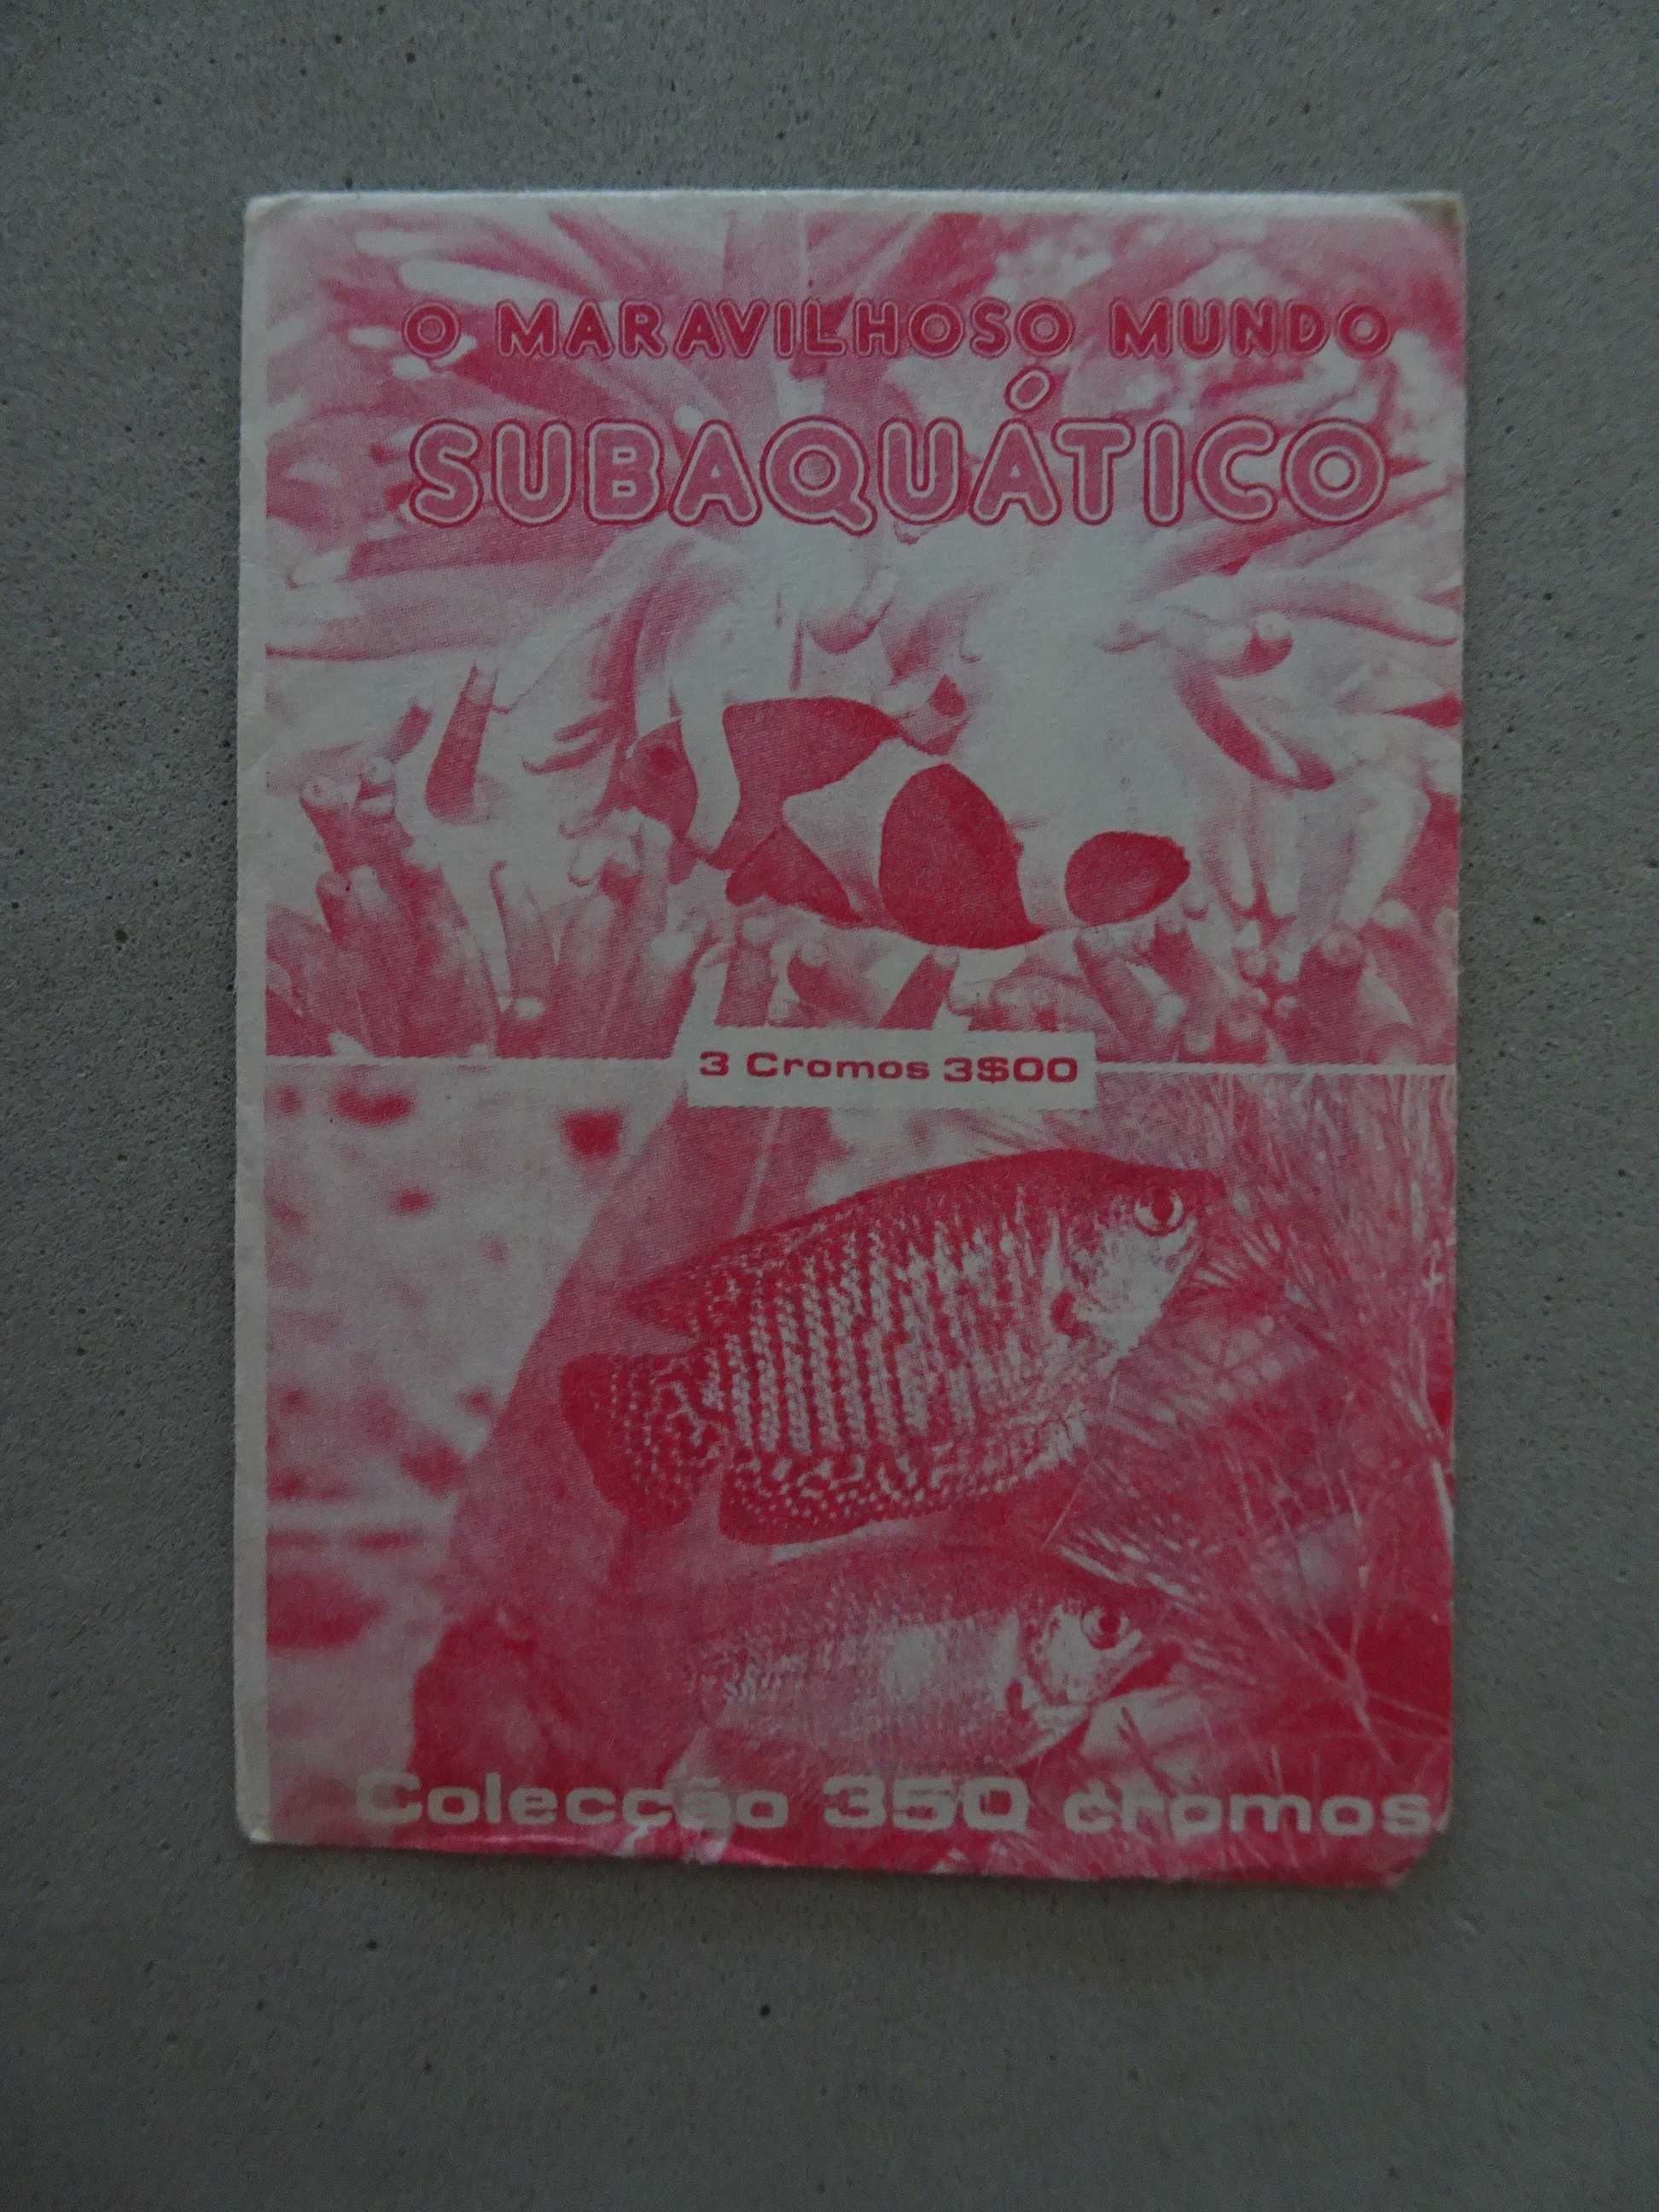 O MARAVILHOSO MUNDO
SUBAQUÁTICO
3 Cromos 3$00
Colecção 350 cromos